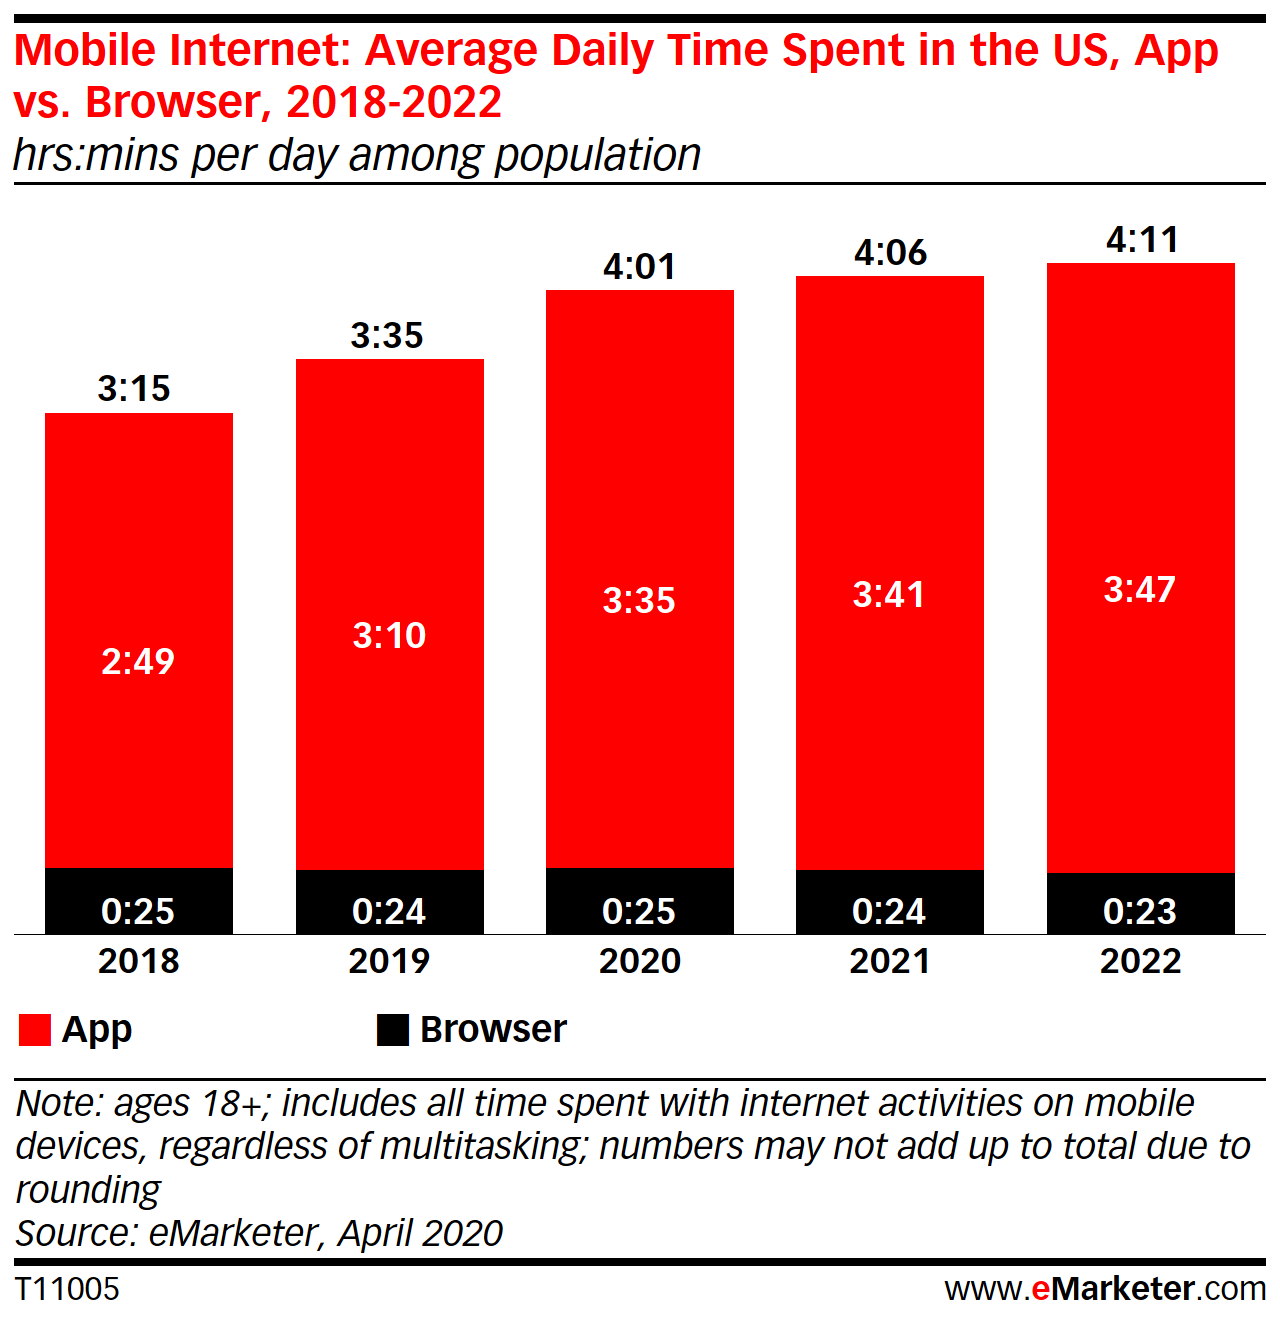 Mobile Internet: Average Daily Time Spent in the US, App
vs. Browser, 2018-2022
hrs:mins per day among population
3:15
3:35
4:01
4:06
4:11
2:49
3:10
3:35
3:41
3:47
0:25
0:24
0:25
0:24
0:23
2018
2019
2020
2021
2022
App
Browser
Note: ages 18+; includes all time spent with internet activities on mobile
devices, regardless of multitasking; numbers may not add up to total due to
rounding
Source: eMarketer, April 2020
T11005
www.eMarketer.com